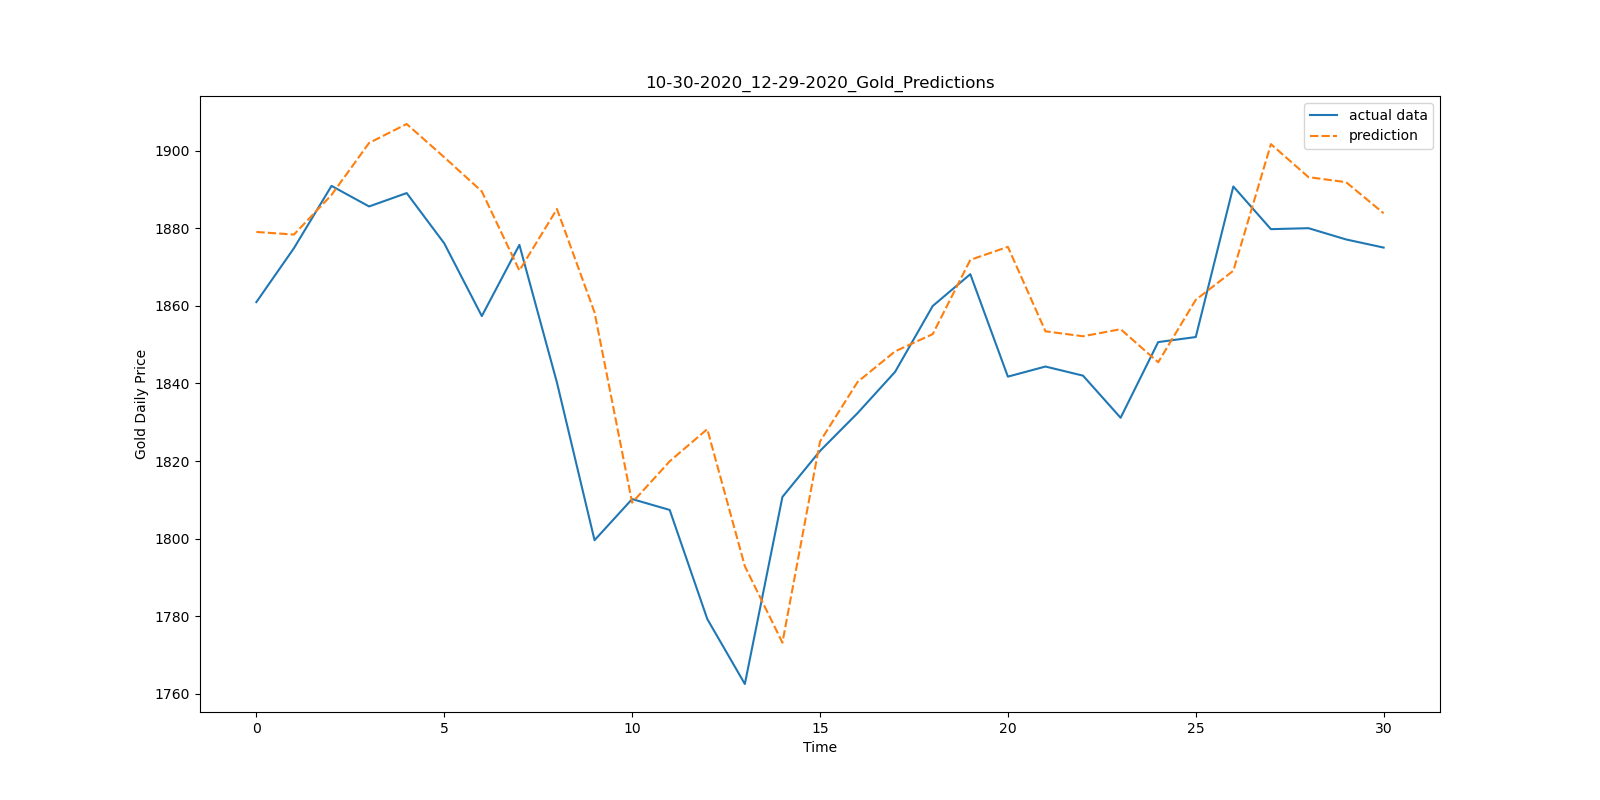 10-30-2020_12-29-2020_Gold_Predictions
actual data
prediction
1900
1880
1860
1840
1820
1800
1780
1760
Gold Daily Price
0 5 10 15 20 25 30
Time